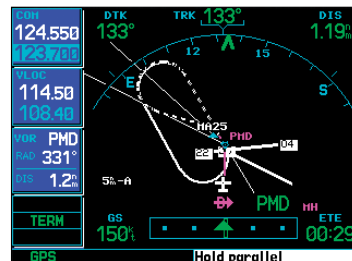 COM
124.550
123.700
VLOC
114.50
108.40
VOR PMD
RAD 331°
DIS 1.2nm
TERM
GPS
DTK
133°
TRK 133°
DIS
1.19nm
12
15
E
S
MA25
PMD
22
04
5nm-A
PMD MH
D
GS
150kt
ETE
00:29
Hold parallel